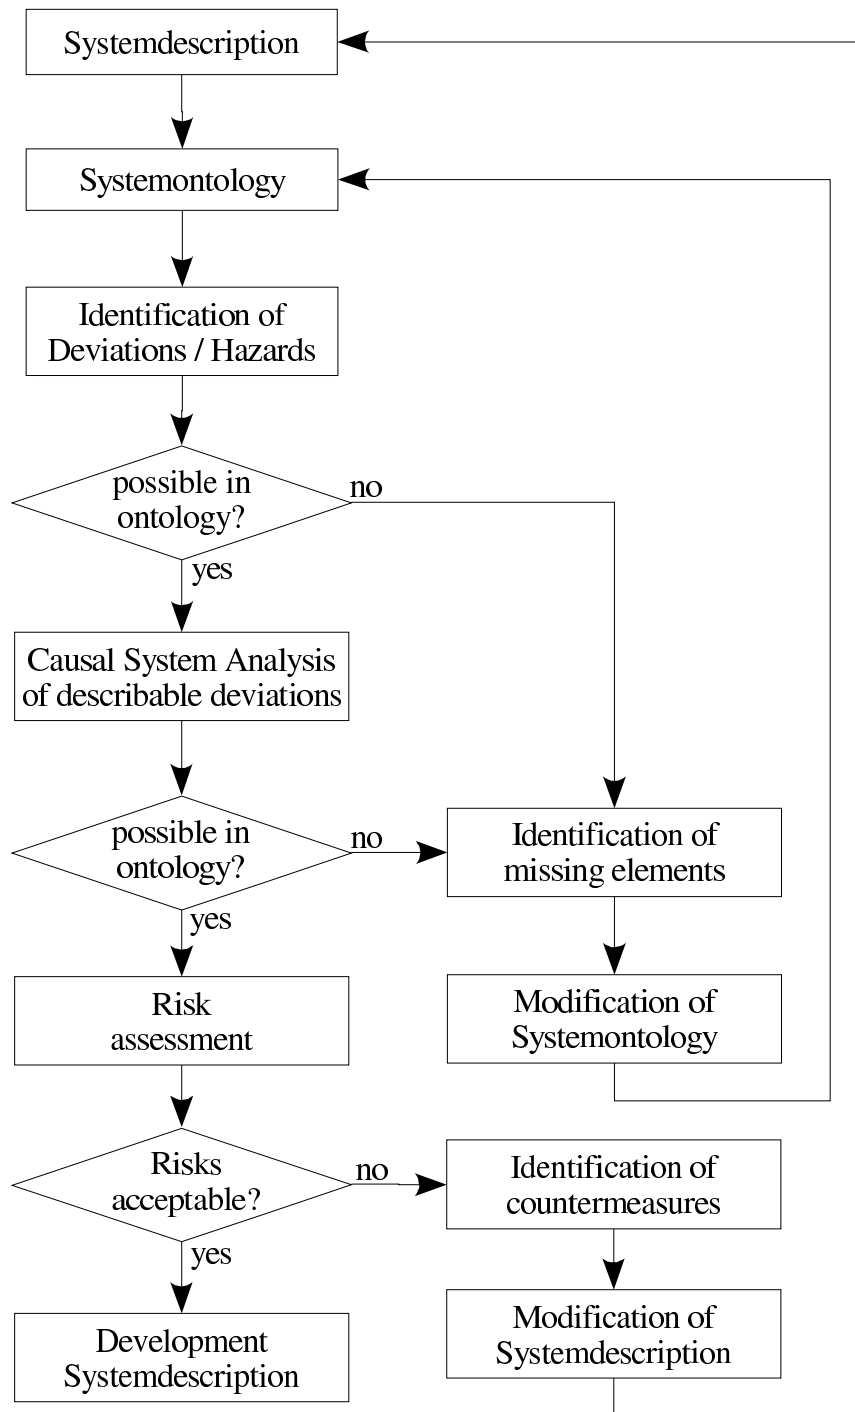 Systemdescription
Systemontology
Identification of
Deviations / Hazards
possible in
ontology?
no
yes
Causal System Analysis
of describable deviations
possible in
ontology?
no
yes
Identification of
missing elements
Risk
assessment
Modification of
Systemontology
Risks
acceptable?
no
yes
Identification of
countermeasures
Development
Systemdescription
Modification of
Systemdescription